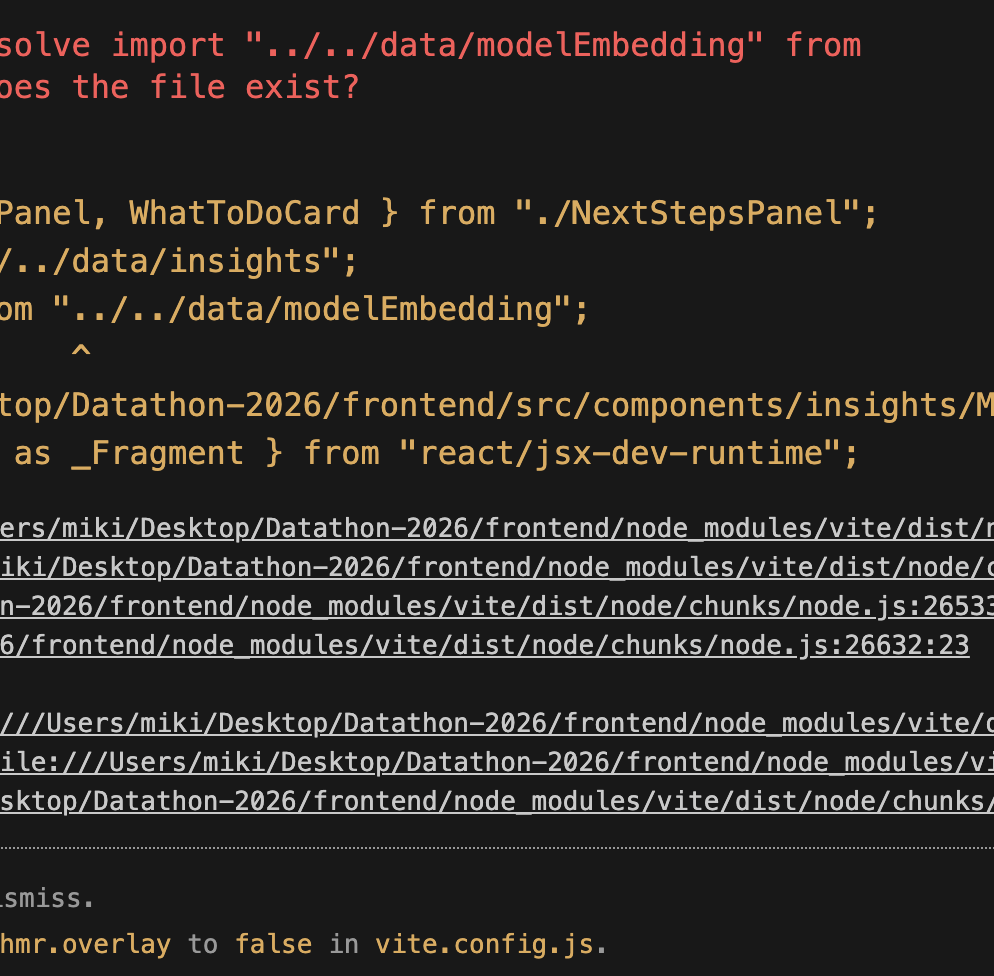 solve import "../../data/modelEmbedding" from
oes the file exist?
Panel, WhatToDoCard } from "./NextStepsPanel";
/../data/insights";
om "../../data/modelEmbedding";
^
top/Datathon-2026/frontend/src/components/insights/M
as _Fragment } from "react/jsx-dev-runtime";
ers/miki/Desktop/Datathon-2026/frontend/node_modules/vite/dist/n
iki/Desktop/Datathon-2026/frontend/node_modules/vite/dist/node/c
n-2026/frontend/node_modules/vite/dist/node/chunks/node.js:26533
6/frontend/node_modules/vite/dist/node/chunks/node.js:26632:23
///Users/miki/Desktop/Datathon-2026/frontend/node_modules/vite/d
ile:///Users/miki/Desktop/Datathon-2026/frontend/node_modules/vi
sktop/Datathon-2026/frontend/node_modules/vite/dist/node/chunks/
ismiss.
hmr.overlay to false in vite.config.js.